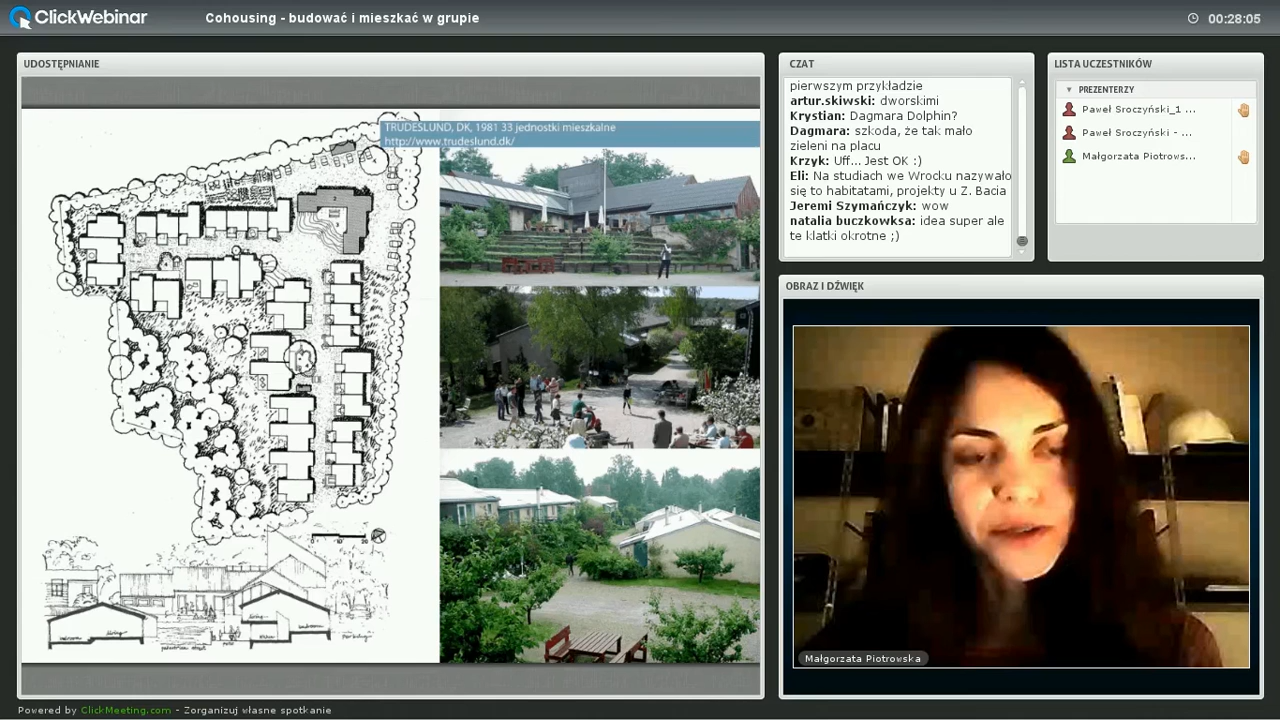 ClickWebinar
Cohousing - budować i mieszkać w grupie
00:28:05
UDOSTĘPNIANIE
TRUDESLUND, DK, 1981 33 jednostki mieszkalne
http://www.trudeslund.dk/
CZAT
pierwszym przykładzie
artur.skiwski: dworskimi
Krystian: Dagmara Dolphin?
Dagmara: szkoda, że tak mało
zieleni na placu
Krzyk: Uff... Jest OK :)
Eli: Na studiach we Wrocku nazywało
się to habitatami, projekty u Z. Bacia
Jeremi Szymańczyk: wow
natalia buczkowksa: idea super ale
te klatki okrotne ;)
LISTA UCZESTNIKÓW
PREZENTERZY
Paweł Sroczyński_1 ...
Paweł Sroczyński - ...
Małgorzata Piotrows...
OBRAZ I DŹWIĘK
Małgorzata Piotrowska
Powered by ClickMeeting.com - Zorganizuj własne spotkanie